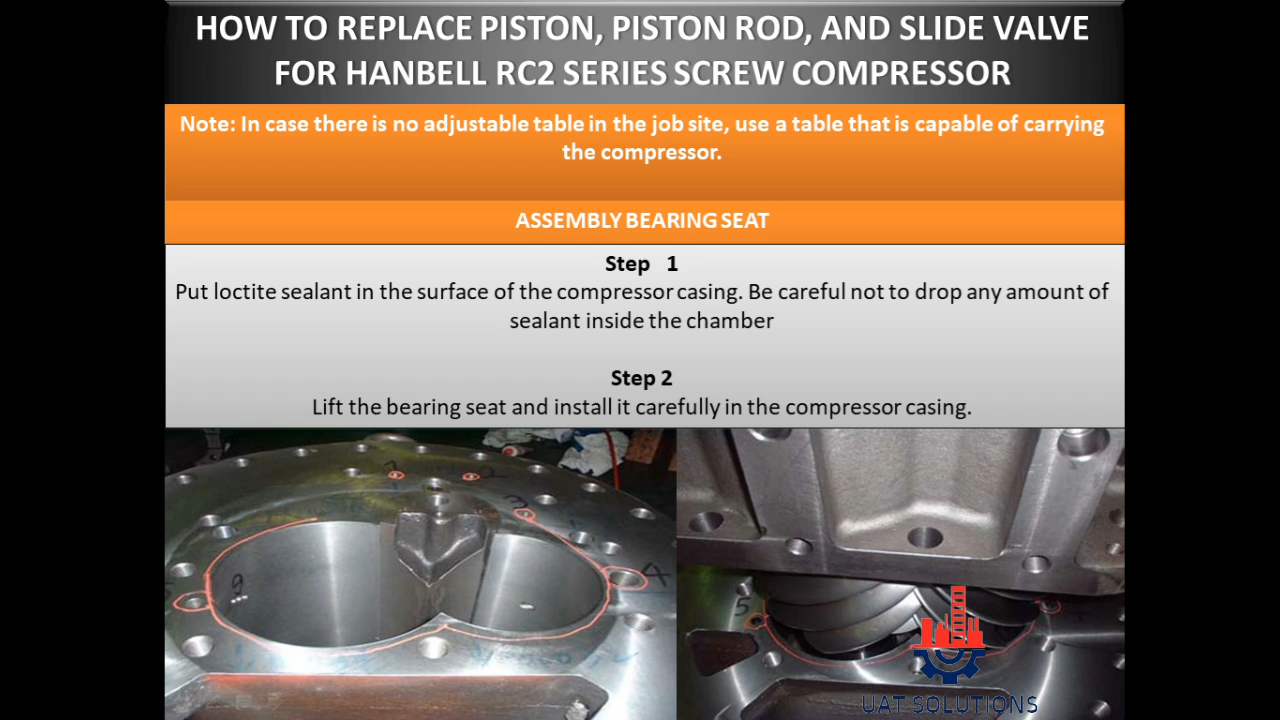 HOW TO REPLACE PISTON, PISTON ROD, AND SLIDE VALVE
FOR HANBELL RC2 SERIES SCREW COMPRESSOR
Note: In case there is no adjustable table in the job site, use a table that is capable of carrying
the compressor.
ASSEMBLY BEARING SEAT
Step 1
Put loctite sealant in the surface of the compressor casing. Be careful not to drop any amount of
sealant inside the chamber
Step 2
Lift the bearing seat and install it carefully in the compressor casing.
3
4
9
5
UAT SOLUTIONS